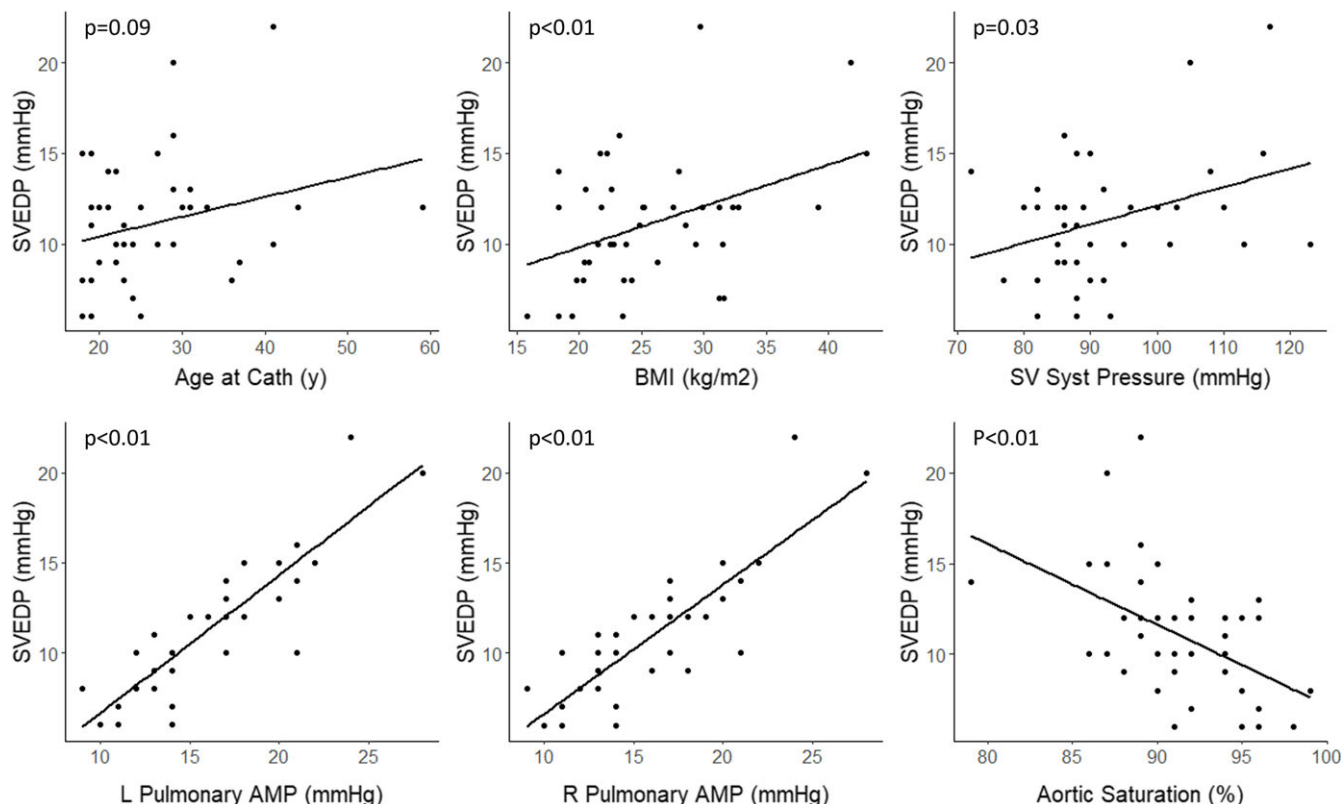 p=0.09
SVEDP (mmHg)
20
15
10
20 30 40 50 60
Age at Cath (y)
p<0.01
SVEDP (mmHg)
20
15
10
15 20 25 30 35 40
BMI (kg/m2)
p=0.03
SVEDP (mmHg)
20
15
10
70 80 90 100 110 120
SV Syst Pressure (mmHg)
p<0.01
SVEDP (mmHg)
20
15
10
10 15 20 25
L Pulmonary AMP (mmHg)
p<0.01
SVEDP (mmHg)
20
15
10
10 15 20 25
R Pulmonary AMP (mmHg)
P<0.01
SVEDP (mmHg)
20
15
10
80 85 90 95 100
Aortic Saturation (%)